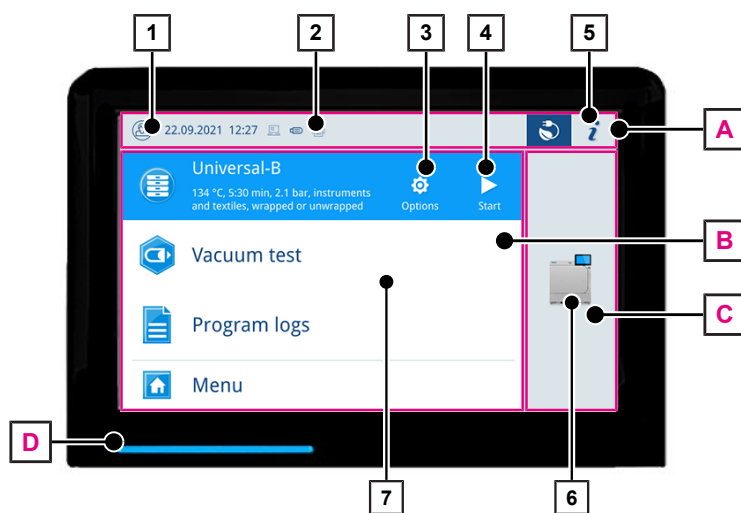 1 2 3 4 5
22.09.2021 12:27 i A
Universal-B
134 °C, 5:30 min, 2.1 bar, instruments
and textiles, wrapped or unwrapped
Options Start
B
Vacuum test
C
Program logs
Menu
D
7 6